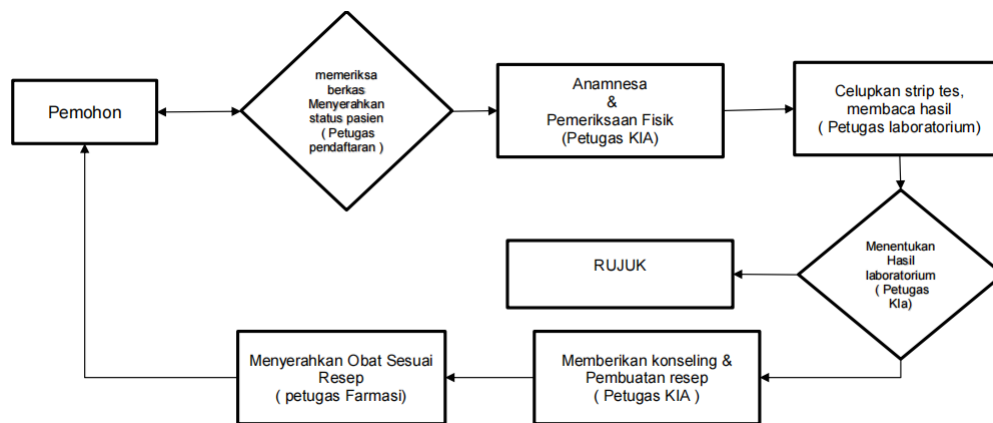 Pemohon
memeriksa
berkas
Menyerahkan
status pasien
( Petugas
pendaftaran )
Anamnesa
&
Pemeriksaan Fisik
(Petugas KIA)
Celupkan strip tes,
membaca hasil
( Petugas laboratorium)
Menentukan
Hasil
laboratorium
( Petugas
KIa)
RUJUK
Menyerahkan Obat Sesuai
Resep
( petugas Farmasi)
Memberikan konseling &
Pembuatan resep
( Petugas KIA )